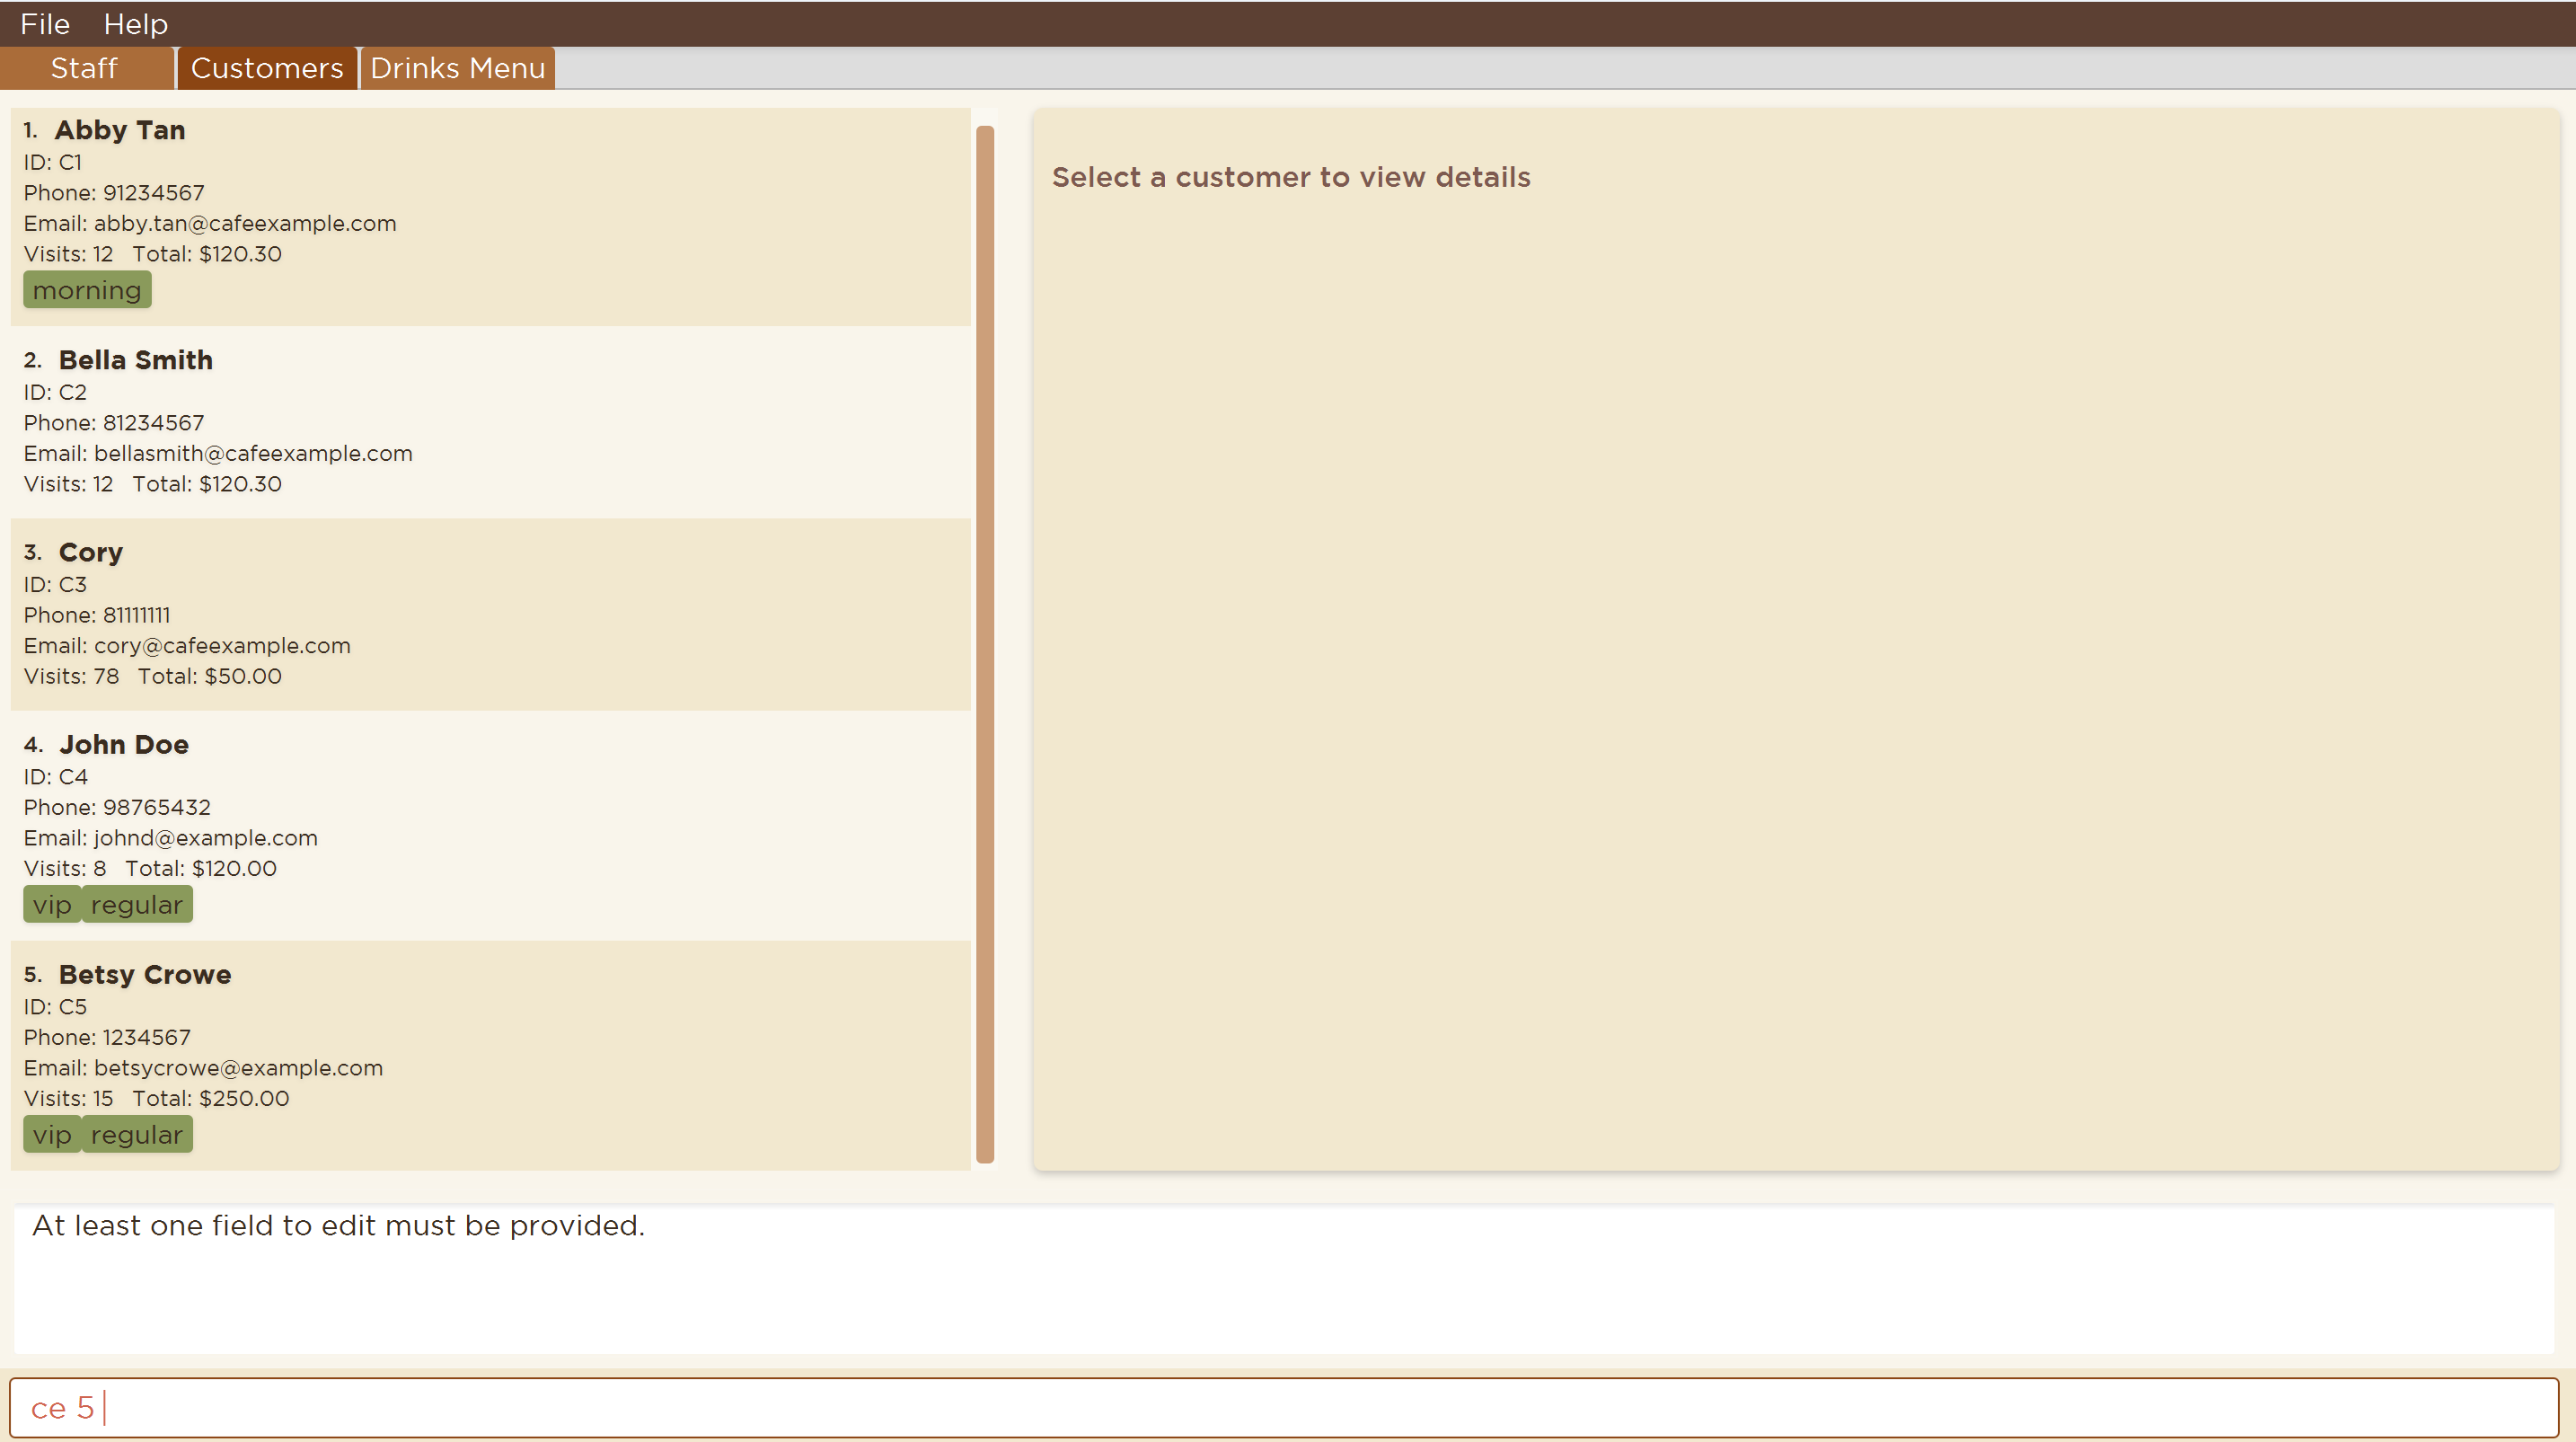 File Help
Staff Customers Drinks Menu
1. Abby Tan
ID: C1
Phone: 91234567
Email: abby.tan@cafeexample.com
Visits: 12 Total: $120.30
morning
2. Bella Smith
ID: C2
Phone: 81234567
Email: bellasmith@cafeexample.com
Visits: 12 Total: $120.30
3. Cory
ID: C3
Phone: 81111111
Email: cory@cafeexample.com
Visits: 78 Total: $50.00
4. John Doe
ID: C4
Phone: 98765432
Email: johnd@example.com
Visits: 8 Total: $120.00
vip regular
5. Betsy Crowe
ID: C5
Phone: 1234567
Email: betsycrowe@example.com
Visits: 15 Total: $250.00
vip regular
Select a customer to view details
At least one field to edit must be provided.
ce 5